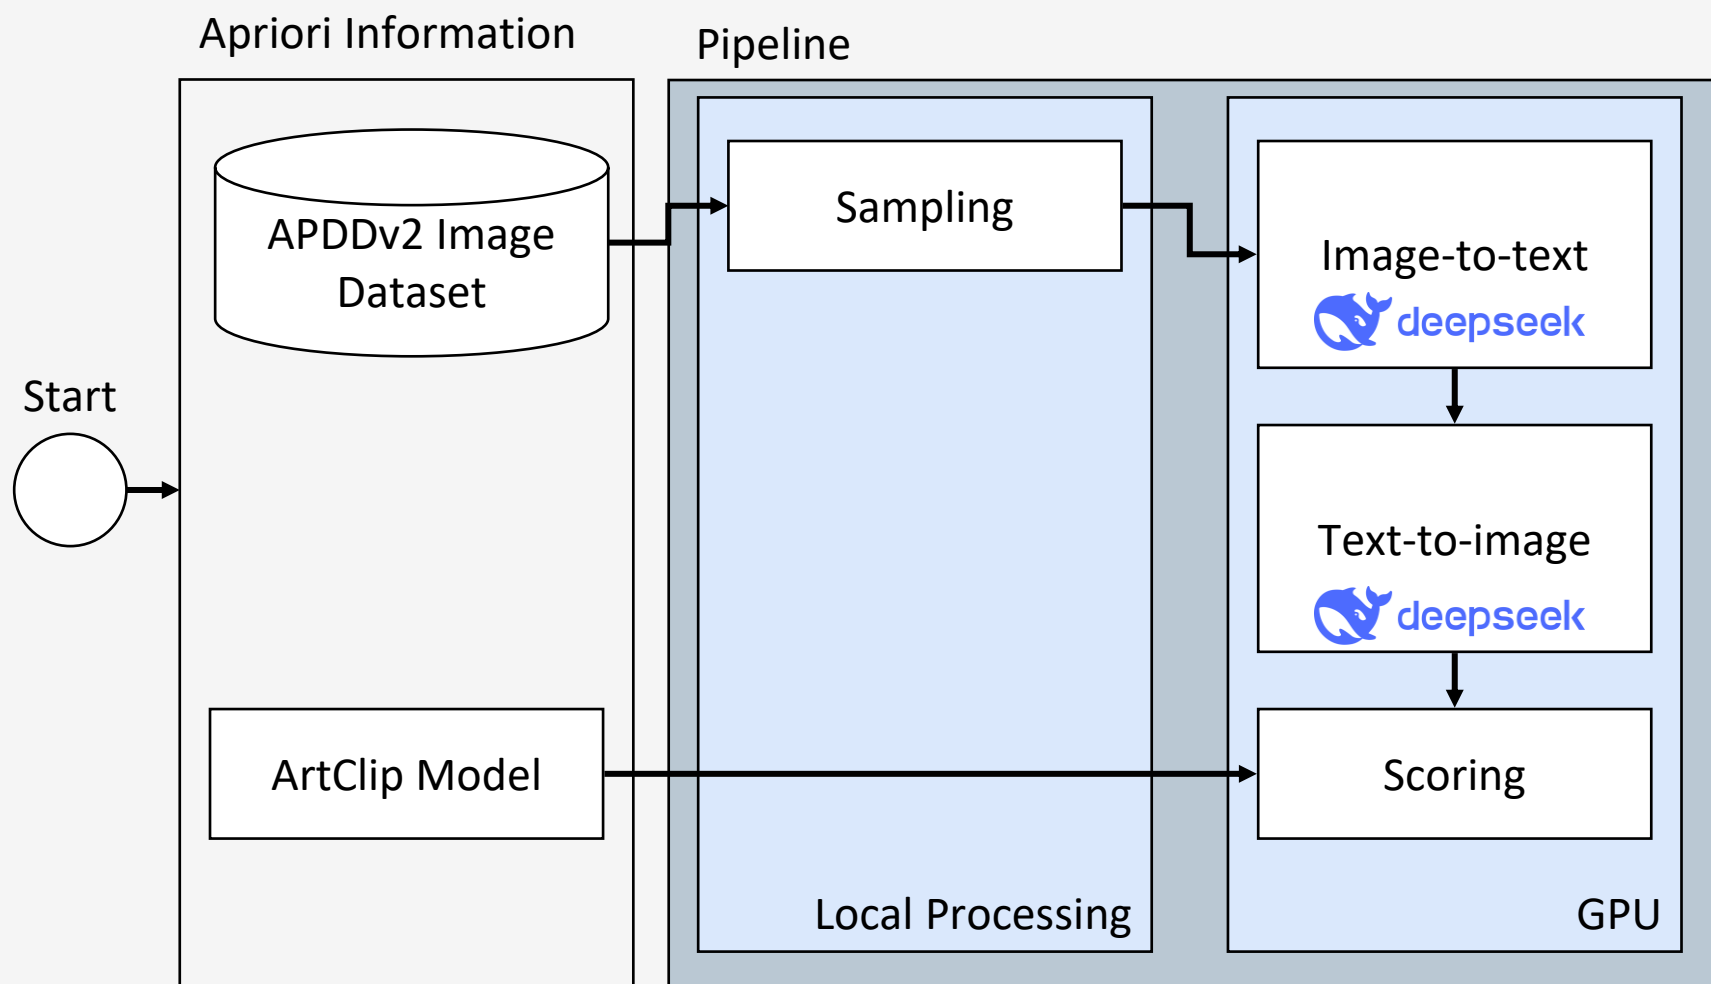 Apriori Information
Pipeline
APDDv2 Image
Dataset
Sampling
Image-to-text
deepseek
Start
Text-to-image
deepseek
ArtClip Model
Scoring
Local Processing
GPU